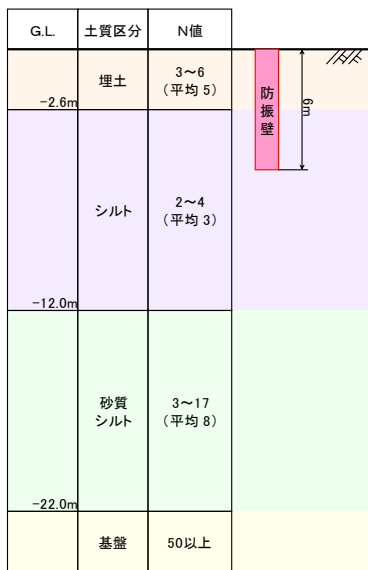 G.L. 土質区分 N値
埋土 3～6
（平均 5）
防振壁
6m
−2.6m
シルト 2～4
（平均 3）
−12.0m
砂質
シルト
3～17
（平均 8）
−22.0m
基盤 50以上